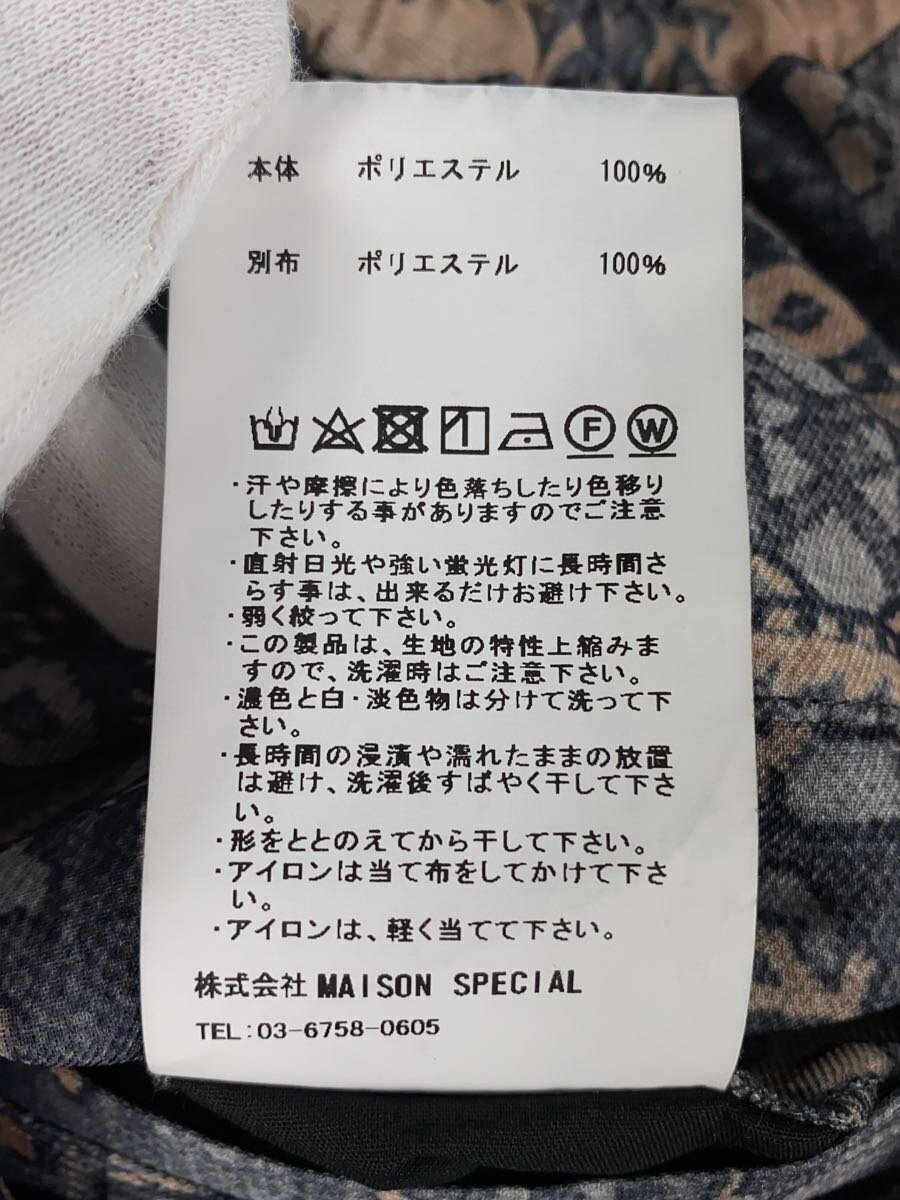 本体 ポリエステル 100%
別布 ポリエステル 100%
F W
・汗や摩擦により色落ちしたり色移り
したりする事がありますのでご注意
下さい。
・直射日光や強い蛍光灯に長時間さ
らす事は、出来るだけお避け下さい。
・弱く絞って下さい。
・この製品は、生地の特性上縮みま
すので、洗濯時はご注意下さい。
・濃色と白・淡色物は分けて洗って下
さい。
・長時間の浸漬や濡れたままの放置
は避け、洗濯後すばやく干して下さ
い。
・形をととのえてから干して下さい。
・アイロンは当て布をしてかけて下さ
い。
・アイロンは、軽く当てて下さい。
株式会社 MAISON SPECIAL
TEL:03-6758-0605